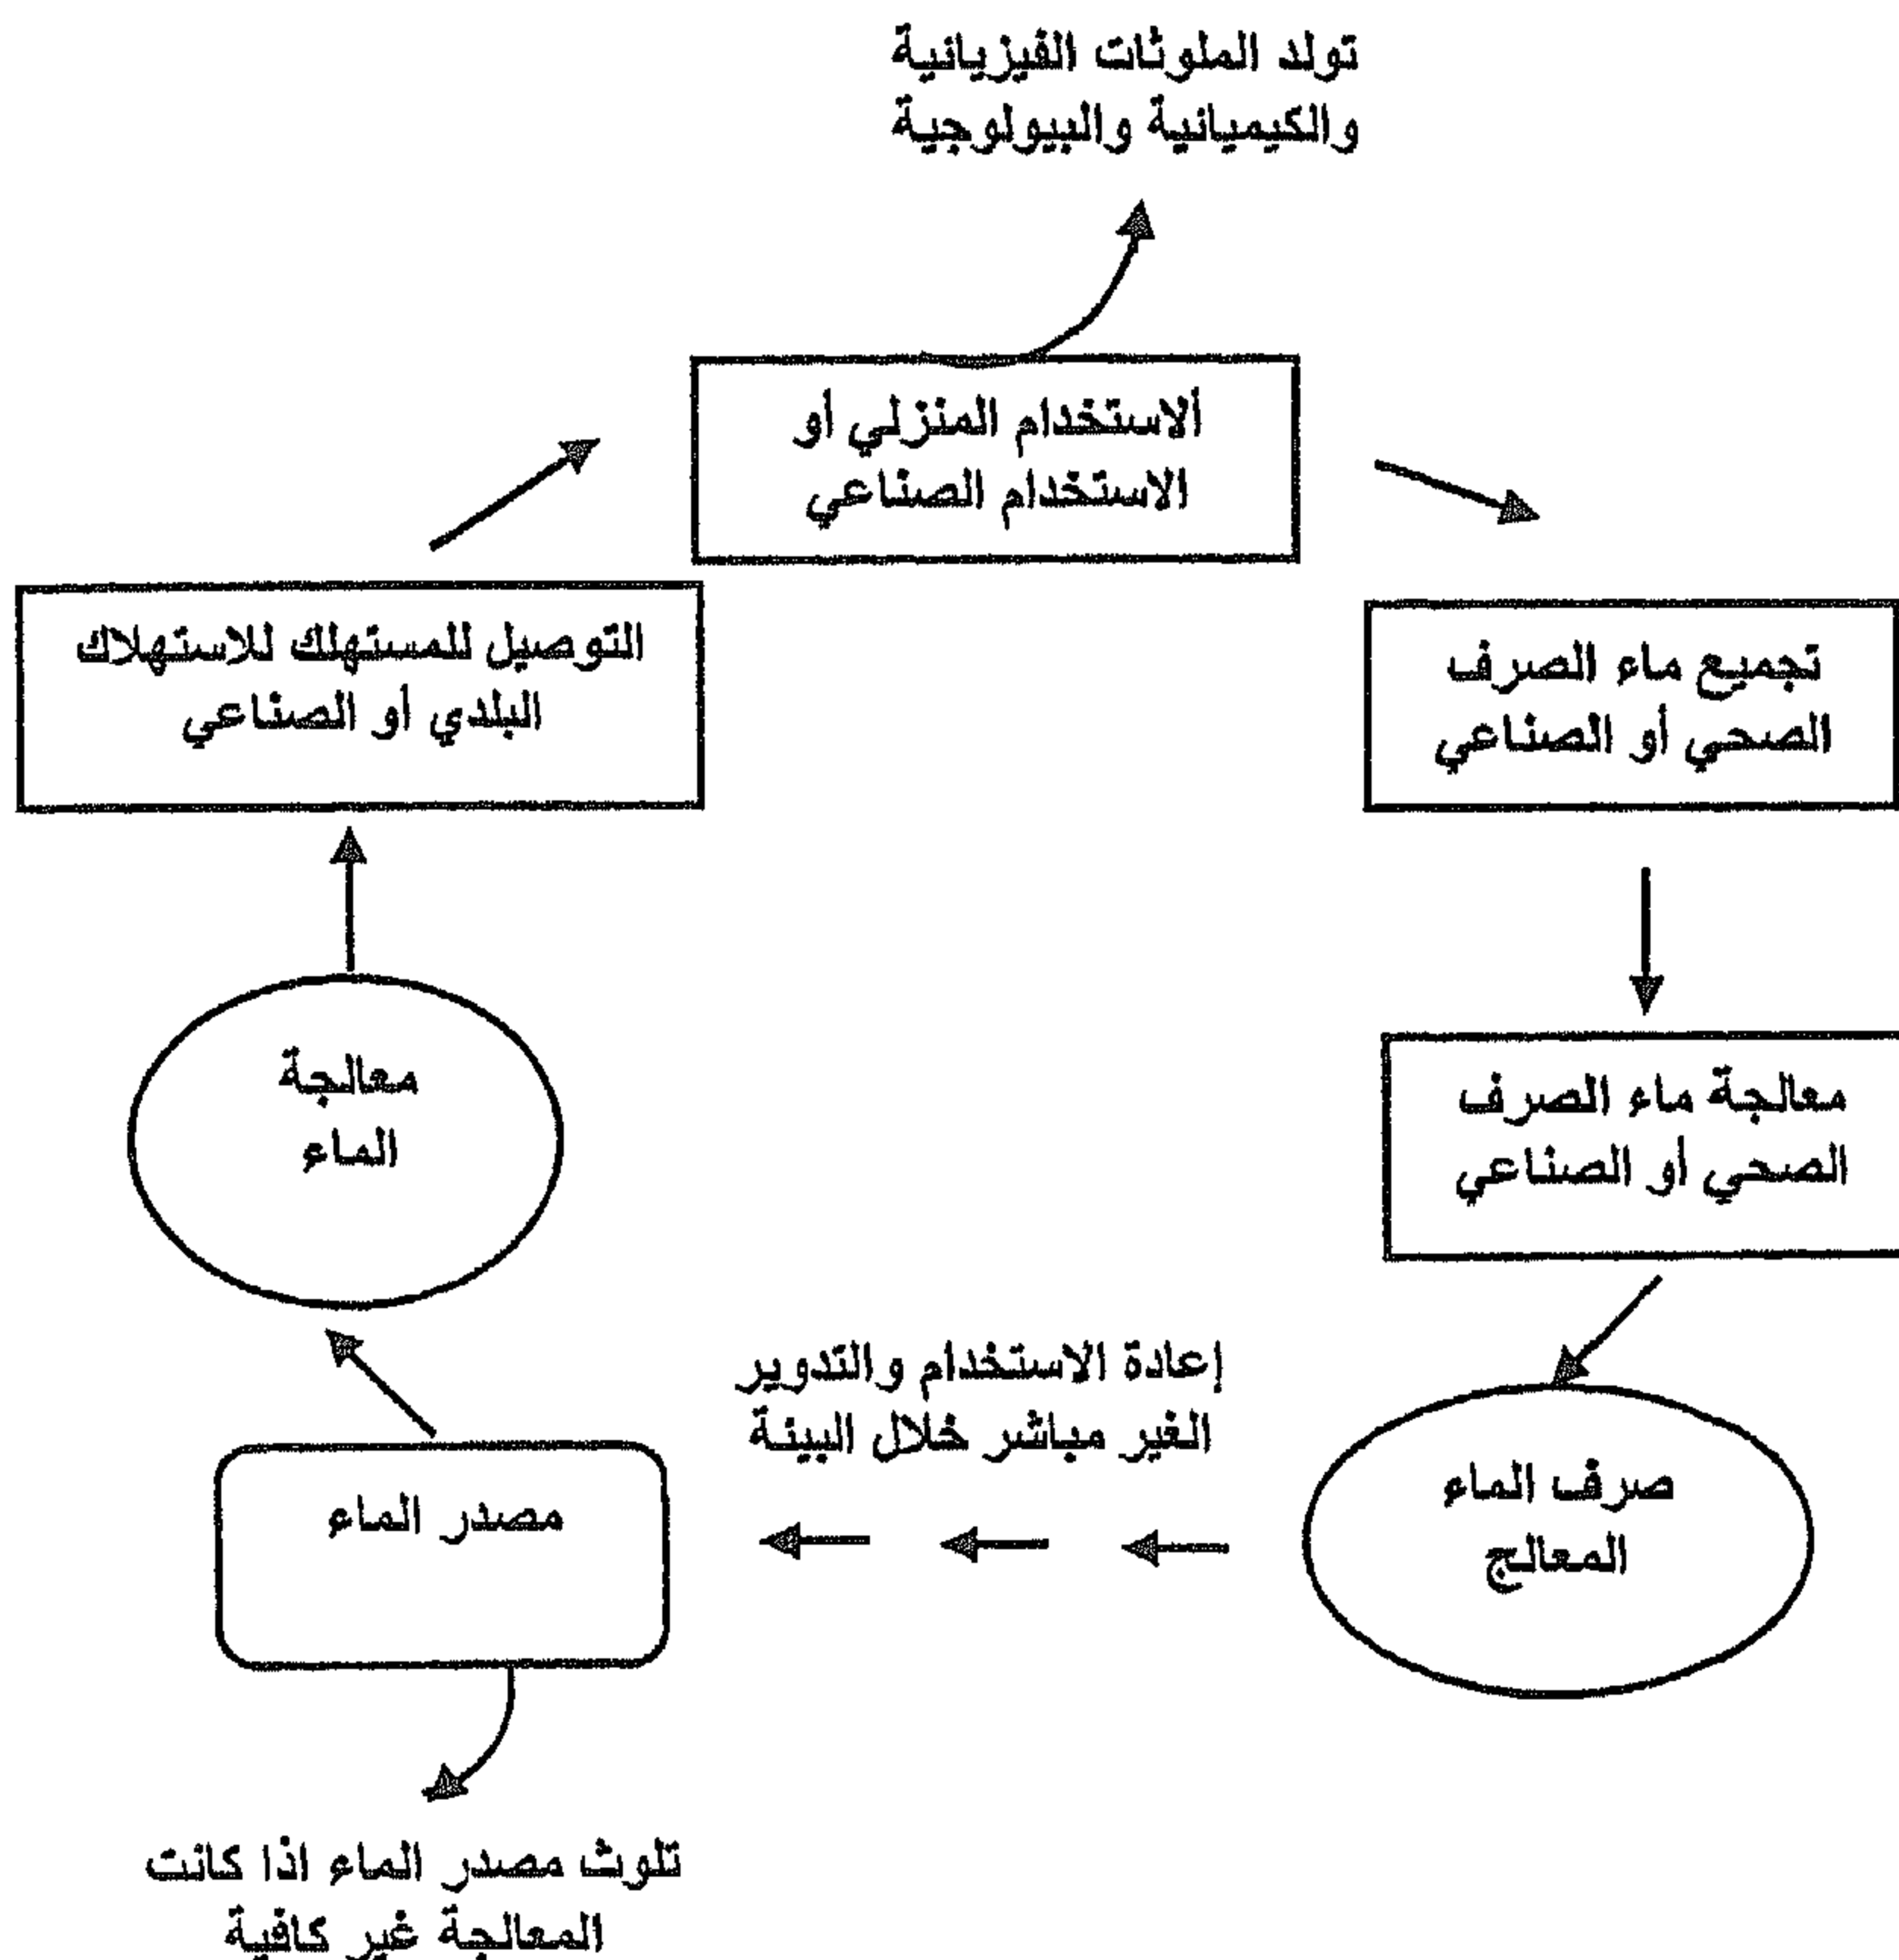 تولد الملوثات الفيزيائية
والكيميائية والبيولوجية
ألاستخدام المنزلي أو
الاستخدام الصناعي
التوصيل للمستهلك للاستهلاك
البلدي أو الصناعي
تجميع ماء الصرف
الصحي أو الصناعي
معالجة
الماء
معالجة ماء الصرف
الصحي أو الصناعي
إعادة الاستخدام والتدوير
الغير مباشر خلال البيئة
صرف الماء
المعالج
مصدر الماء
تلوث مصدر الماء اذا كانت
المعالجة غير كافية